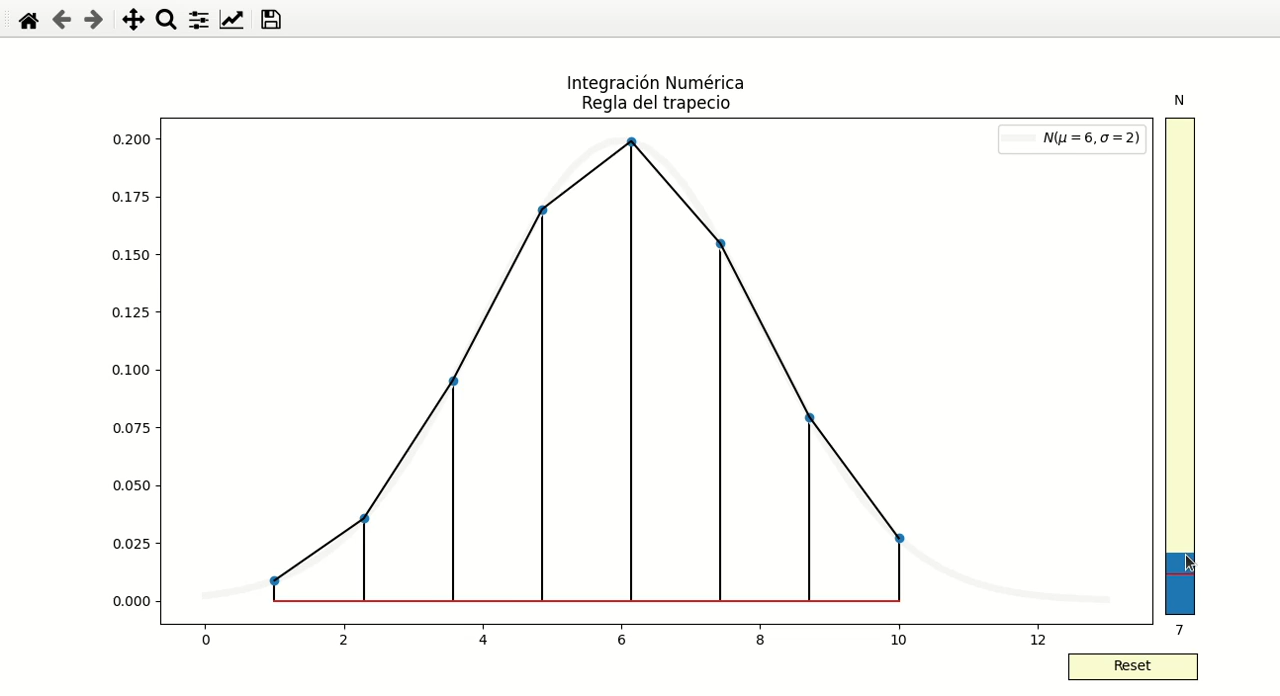 Integración Numérica
Regla del trapecio
N
N(μ = 6, σ = 2)
0.200
0.175
0.150
0.125
0.100
0.075
0.050
0.025
0.000
0 2 4 6 8 10 12
7
Reset